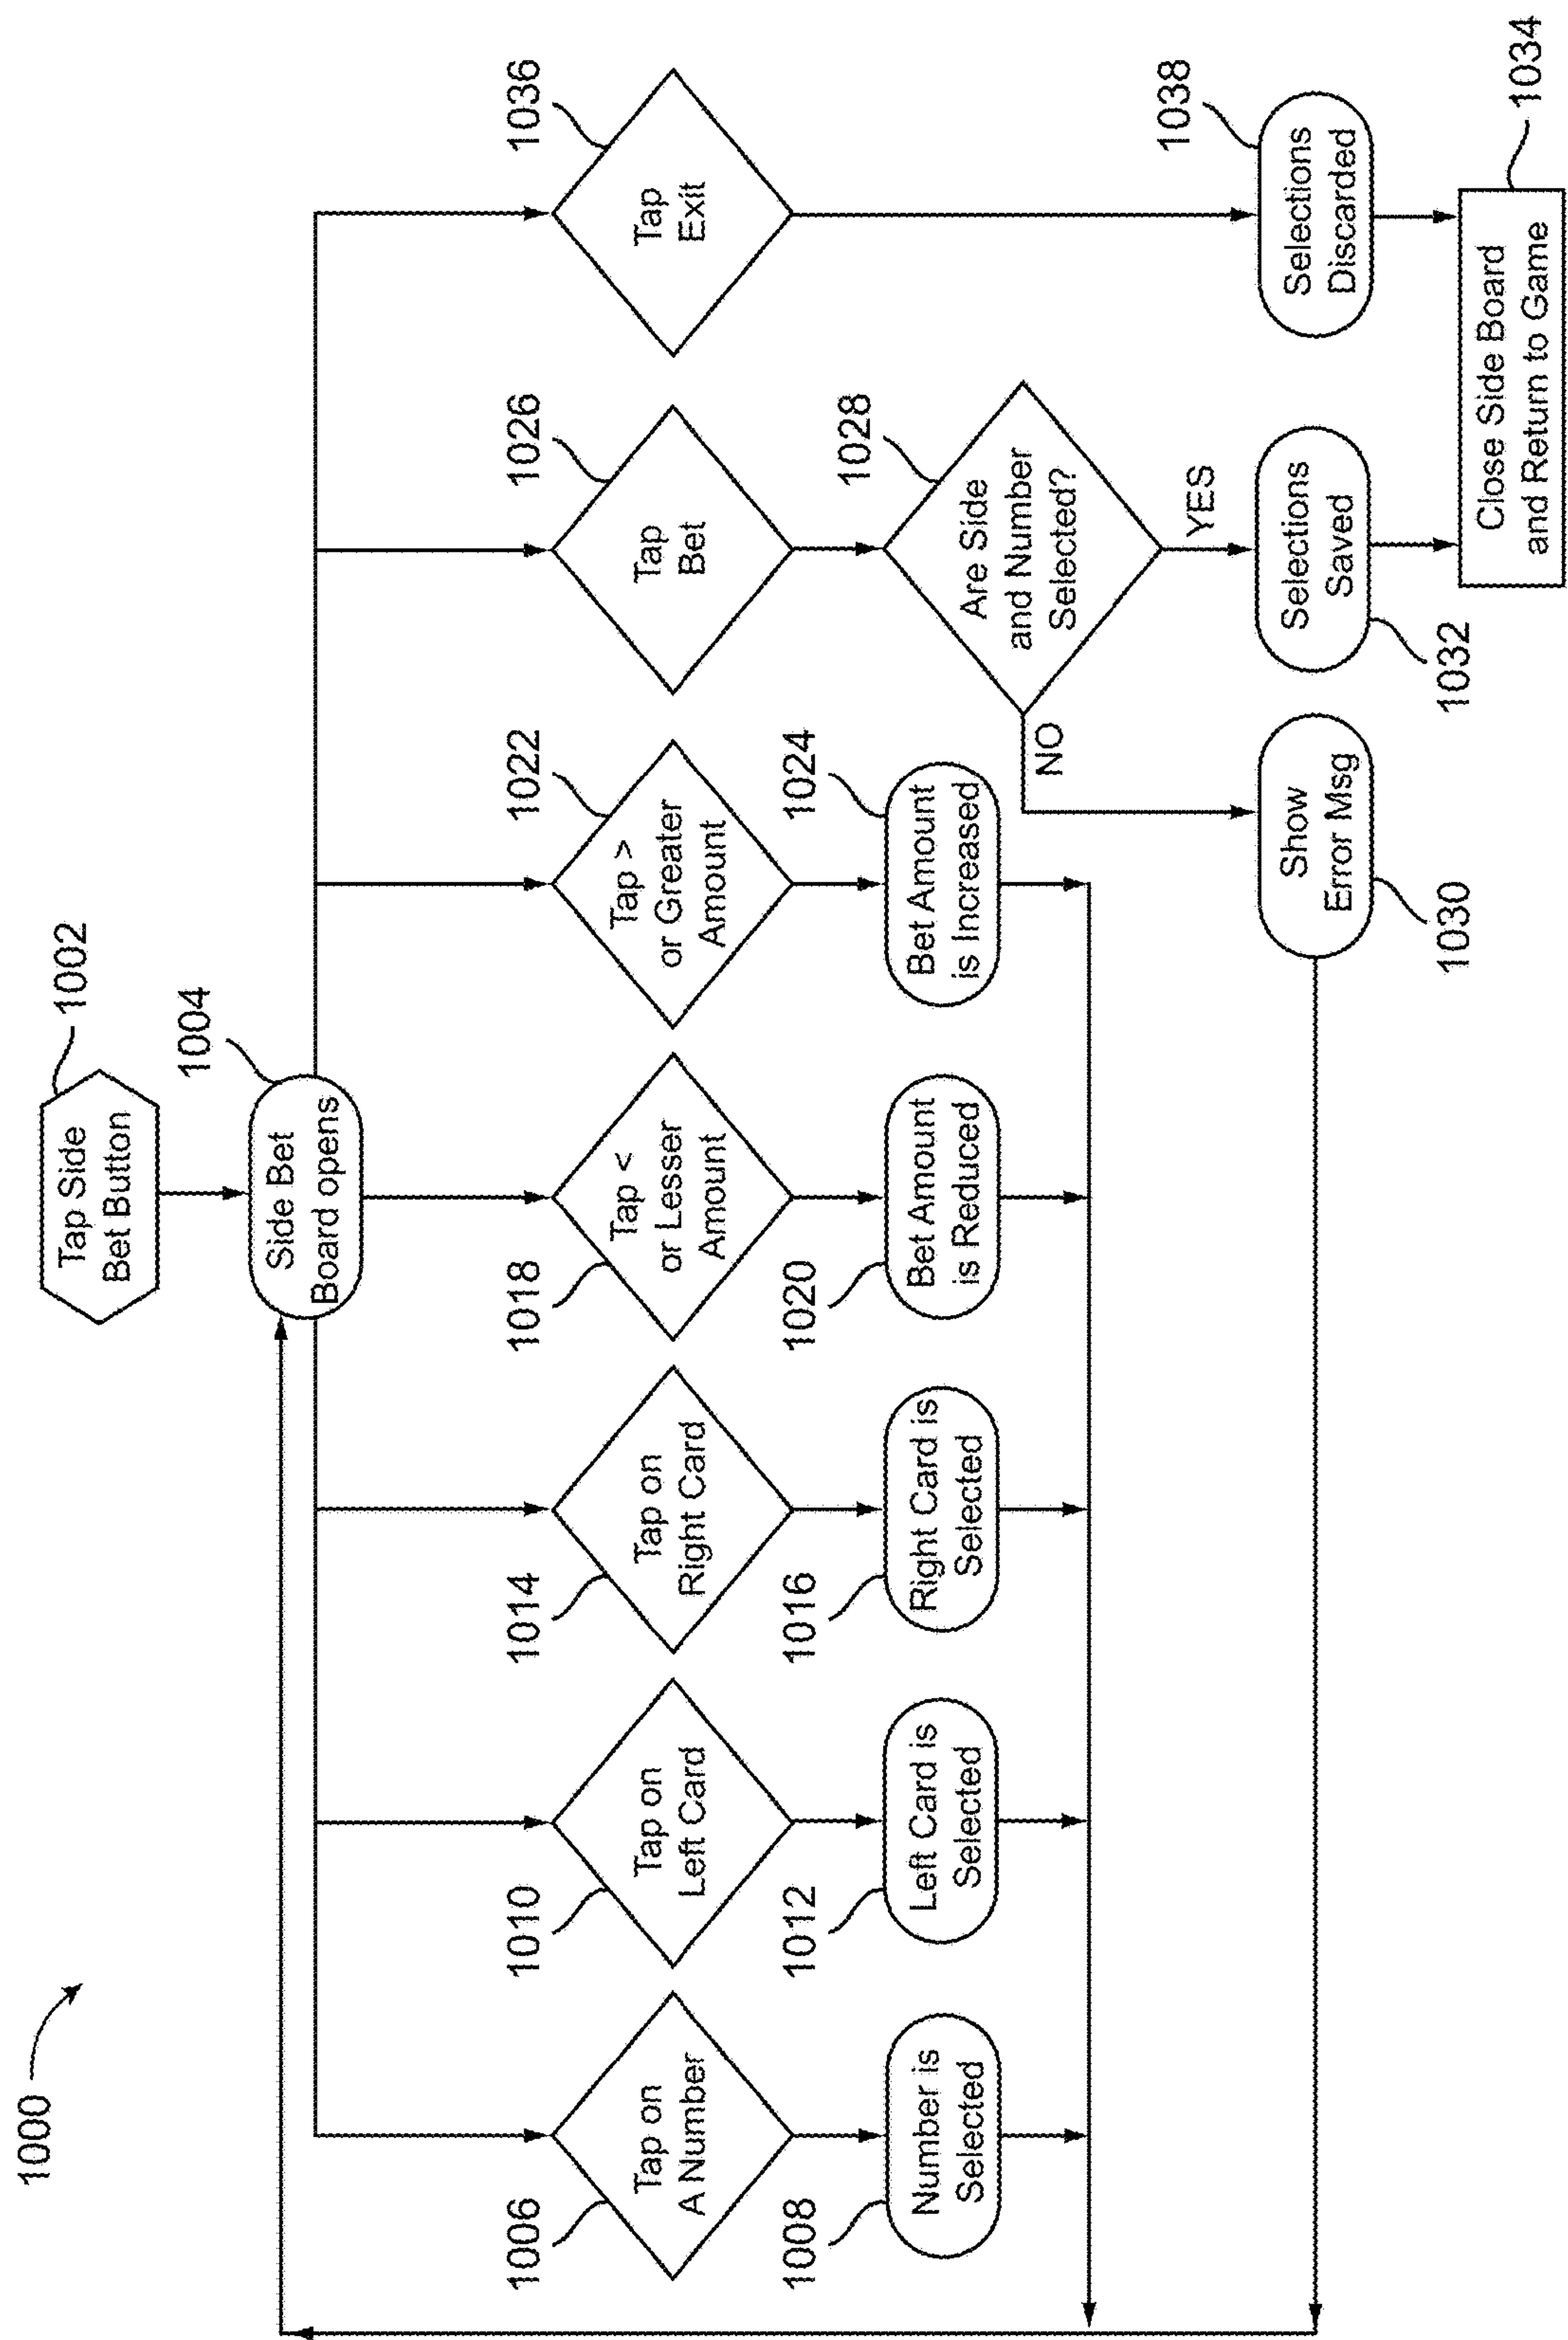 1000
Tap Side
Bet Button
1002
Side Bet
Board opens
1004
1006
Tap on
A Number
1010
Tap on
Left Card
1014
Tap on
Right Card
1018
Tap <
or Lesser
Amount
1022
Tap >
or Greater
Amount
1026
Tap
Bet
1036
Tap
Exit
1008
Number is
Selected
1012
Left Card is
Selected
1016
Right Card is
Selected
1020
Bet Amount
is Reduced
1024
Bet Amount
is Increased
1028
Are Side
and Number
Selected?
NO
YES
Show
Error Msg
1030
Selections
Saved
1032
1038
Selections
Discarded
Close Side Board
and Return to Game
1034